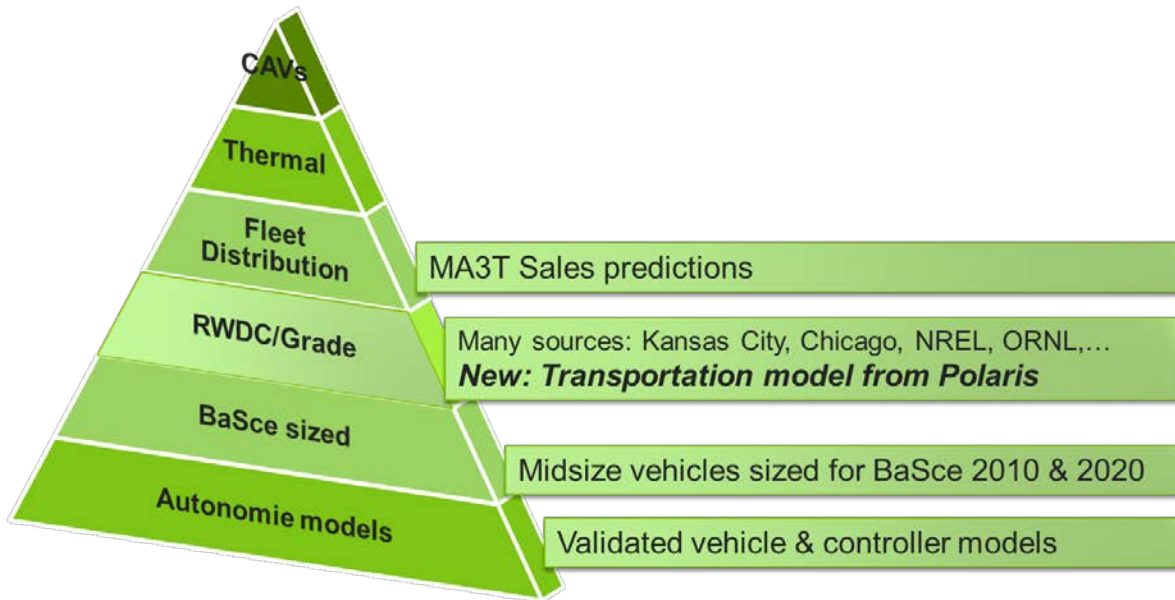 CAVs
Thermal
Fleet
Distribution
MA3T Sales predictions
RWDC/Grade
Many sources: Kansas City, Chicago, NREL, ORNL,…
New: Transportation model from Polaris
BaSce sized
Midsize vehicles sized for BaSce 2010 & 2020
Autonomie models
Validated vehicle & controller models